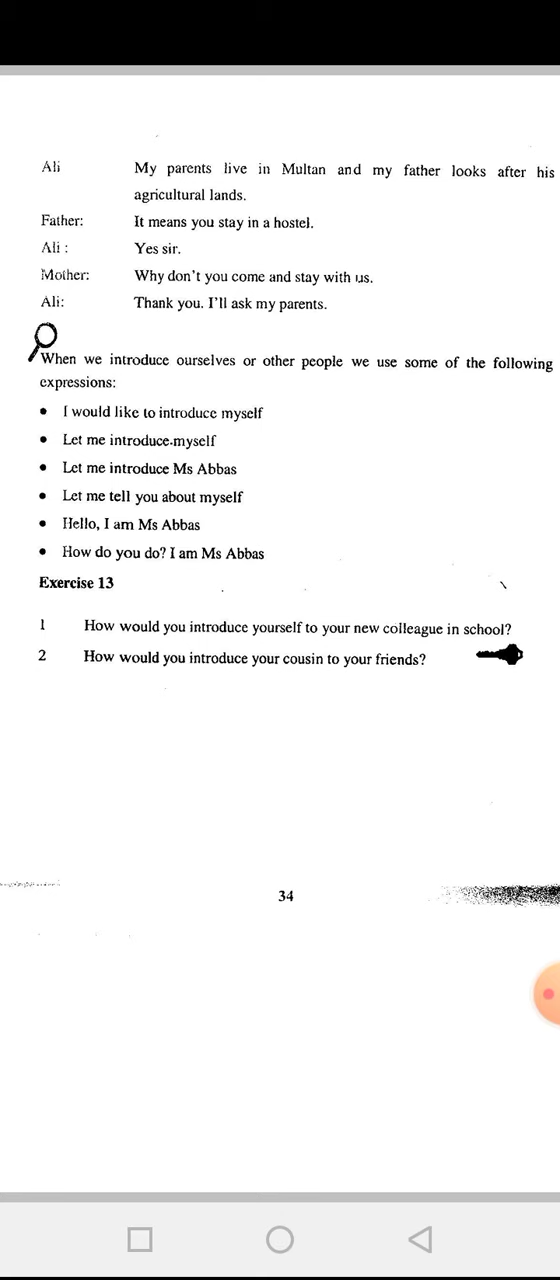 Ali My parents live in Multan and my father looks after his
agricultural lands.
Father: It means you stay in a hostel.
Ali : Yes sir.
Mother: Why don't you come and stay with us.
Ali: Thank you. I'll ask my parents.
When we introduce ourselves or other people we use some of the following
expressions:
• I would like to introduce myself
• Let me introduce myself
• Let me introduce Ms Abbas
• Let me tell you about myself
• Hello, I am Ms Abbas
• How do you do? I am Ms Abbas
Exercise 13
1 How would you introduce yourself to your new colleague in school?
2 How would you introduce your cousin to your friends?
34